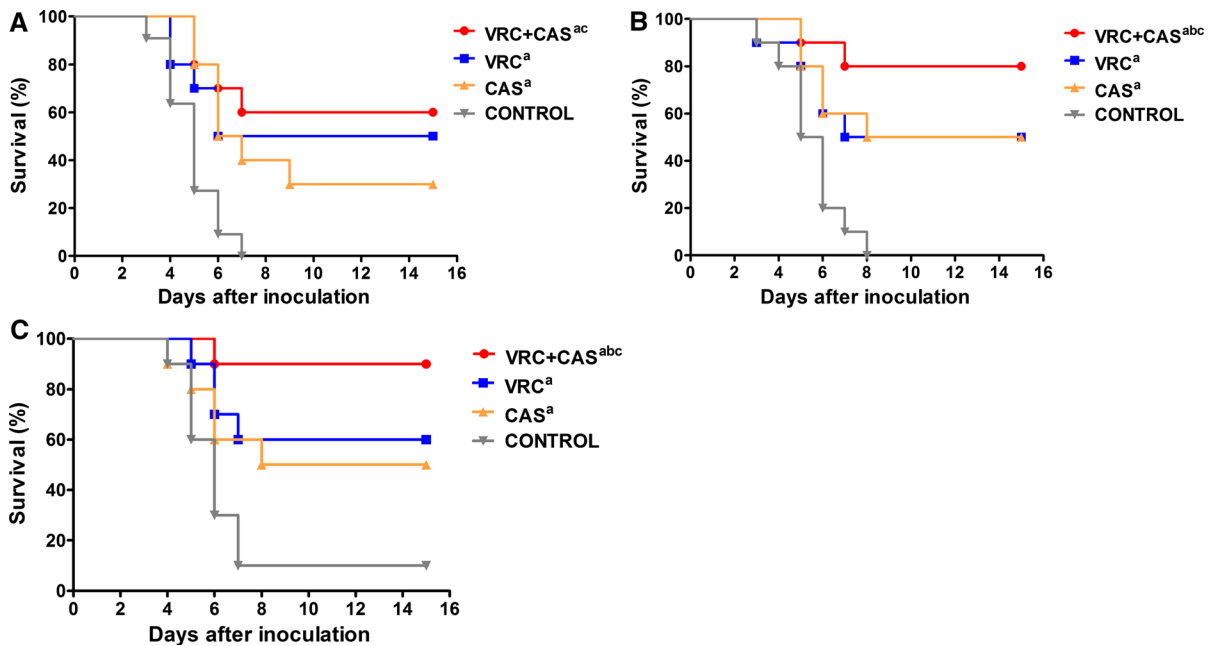 A
100
80
60
40
20
0
Survival (%)
0 2 4 6 8 10 12 14 16
Days after inoculation
VRC+CASᵃᶜ
VRCᵃ
CASᵃ
CONTROL
B
100
80
60
40
20
0
Survival (%)
0 2 4 6 8 10 12 14 16
Days after inoculation
VRC+CASᵃᵇᶜ
VRCᵃ
CASᵃ
CONTROL
C
100
80
60
40
20
0
Survival (%)
0 2 4 6 8 10 12 14 16
Days after inoculation
VRC+CASᵃᵇᶜ
VRCᵃ
CASᵃ
CONTROL